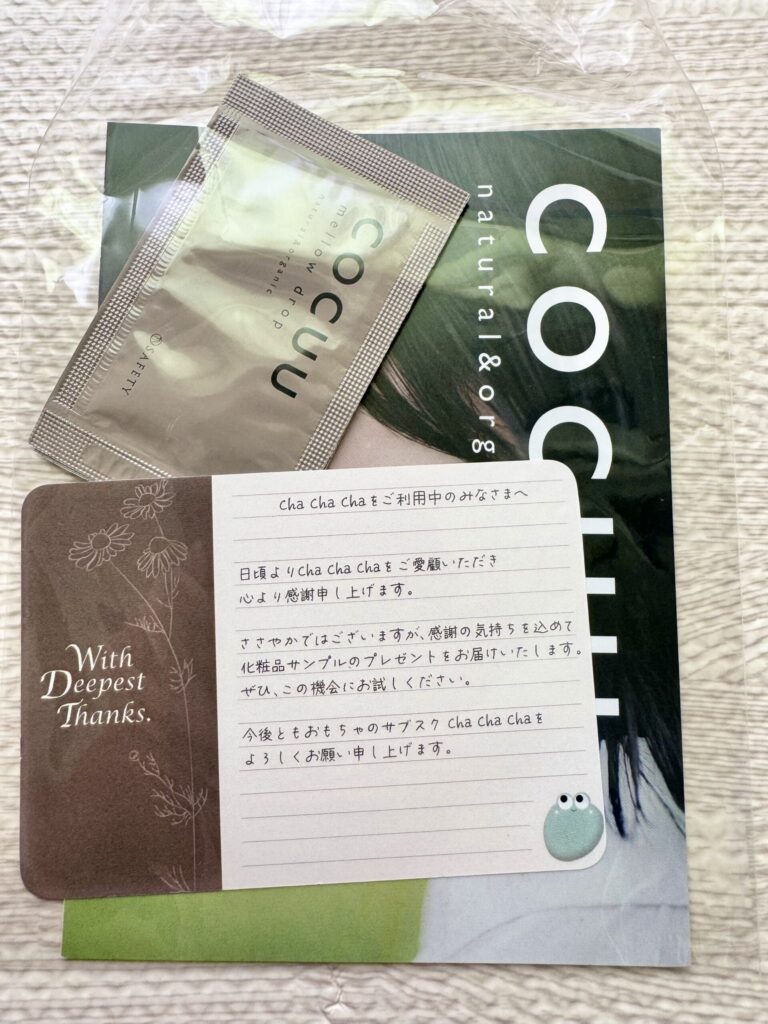 COCUU
mellow drop
natural&organic
SAFETY
COCUU
natural&org
With
Deepest
Thanks.
Cha Cha Chaをご利用中のみなさまへ
日頃よりCha Cha Chaをご愛顧いただき
心より感謝申し上げます。
ささやかではございますが、感謝の気持ちを込めて
化粧品サンプルのプレゼントをお届けいたします。
ぜひ、この機会にお試しください。
今後ともおもちゃのサブスク Cha Cha Chaを
よろしくお願い申し上げます。